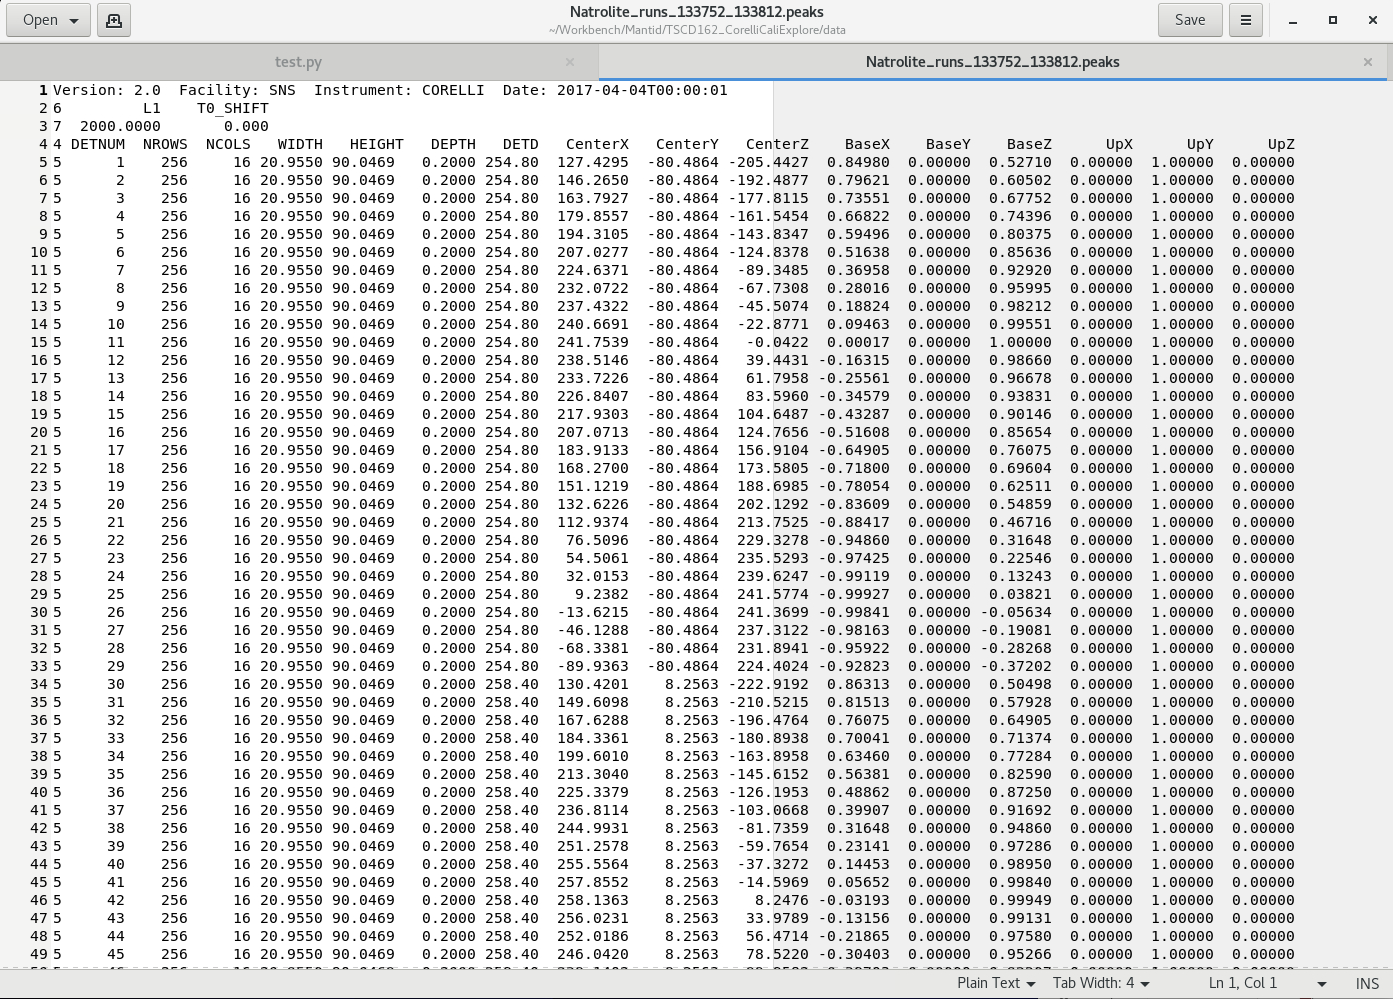 Open
Natrolite_runs_133752_133812.peaks
~/Workbench/Mantid/TSCD162_CorelliCaliExplore/data
Save
test.py
Natrolite_runs_133752_133812.peaks
1 Version: 2.0  Facility: SNS  Instrument: CORELLI  Date: 2017-04-04T00:00:01
2 6 L1 T0_SHIFT
3 7 2000.0000 0.000
4 4 DETNUM NROWS NCOLS WIDTH HEIGHT DEPTH DETD CenterX CenterY CenterZ BaseX BaseY BaseZ UpX UpY UpZ
5 5 1 256 16 20.9550 90.0469 0.2000 254.80 127.4295 -80.4864 -205.4427 0.84980 0.00000 0.52710 0.00000 1.00000 0.00000
6 5 2 256 16 20.9550 90.0469 0.2000 254.80 146.2650 -80.4864 -192.4877 0.79621 0.00000 0.60502 0.00000 1.00000 0.00000
7 5 3 256 16 20.9550 90.0469 0.2000 254.80 163.7927 -80.4864 -177.8115 0.73551 0.00000 0.67752 0.00000 1.00000 0.00000
8 5 4 256 16 20.9550 90.0469 0.2000 254.80 179.8557 -80.4864 -161.5454 0.66822 0.00000 0.74396 0.00000 1.00000 0.00000
9 5 5 256 16 20.9550 90.0469 0.2000 254.80 194.3105 -80.4864 -143.8347 0.59496 0.00000 0.80375 0.00000 1.00000 0.00000
10 5 6 256 16 20.9550 90.0469 0.2000 254.80 207.0277 -80.4864 -124.8378 0.51638 0.00000 0.85636 0.00000 1.00000 0.00000
11 5 7 256 16 20.9550 90.0469 0.2000 254.80 224.6371 -80.4864 -89.3485 0.36958 0.00000 0.92920 0.00000 1.00000 0.00000
12 5 8 256 16 20.9550 90.0469 0.2000 254.80 232.0722 -80.4864 -67.7308 0.28016 0.00000 0.95995 0.00000 1.00000 0.00000
13 5 9 256 16 20.9550 90.0469 0.2000 254.80 237.4322 -80.4864 -45.5074 0.18824 0.00000 0.98212 0.00000 1.00000 0.00000
14 5 10 256 16 20.9550 90.0469 0.2000 254.80 240.6691 -80.4864 -22.8771 0.09463 0.00000 0.99551 0.00000 1.00000 0.00000
15 5 11 256 16 20.9550 90.0469 0.2000 254.80 241.7539 -80.4864 -0.0422 0.00017 0.00000 1.00000 0.00000 1.00000 0.00000
16 5 12 256 16 20.9550 90.0469 0.2000 254.80 238.5146 -80.4864 39.4431 -0.16315 0.00000 0.98660 0.00000 1.00000 0.00000
17 5 13 256 16 20.9550 90.0469 0.2000 254.80 233.7226 -80.4864 61.7958 -0.25561 0.00000 0.96678 0.00000 1.00000 0.00000
18 5 14 256 16 20.9550 90.0469 0.2000 254.80 226.8407 -80.4864 83.5960 -0.34579 0.00000 0.93831 0.00000 1.00000 0.00000
19 5 15 256 16 20.9550 90.0469 0.2000 254.80 217.9303 -80.4864 104.6487 -0.43287 0.00000 0.90146 0.00000 1.00000 0.00000
20 5 16 256 16 20.9550 90.0469 0.2000 254.80 207.0713 -80.4864 124.7656 -0.51608 0.00000 0.85654 0.00000 1.00000 0.00000
21 5 17 256 16 20.9550 90.0469 0.2000 254.80 183.9133 -80.4864 156.9104 -0.64905 0.00000 0.76075 0.00000 1.00000 0.00000
22 5 18 256 16 20.9550 90.0469 0.2000 254.80 168.2700 -80.4864 173.5805 -0.71800 0.00000 0.69604 0.00000 1.00000 0.00000
23 5 19 256 16 20.9550 90.0469 0.2000 254.80 151.1219 -80.4864 188.6985 -0.78054 0.00000 0.62511 0.00000 1.00000 0.00000
24 5 20 256 16 20.9550 90.0469 0.2000 254.80 132.6226 -80.4864 202.1292 -0.83609 0.00000 0.54859 0.00000 1.00000 0.00000
25 5 21 256 16 20.9550 90.0469 0.2000 254.80 112.9374 -80.4864 213.7525 -0.88417 0.00000 0.46716 0.00000 1.00000 0.00000
26 5 22 256 16 20.9550 90.0469 0.2000 254.80 76.5096 -80.4864 229.3278 -0.94860 0.00000 0.31648 0.00000 1.00000 0.00000
27 5 23 256 16 20.9550 90.0469 0.2000 254.80 54.5061 -80.4864 235.5293 -0.97425 0.00000 0.22546 0.00000 1.00000 0.00000
28 5 24 256 16 20.9550 90.0469 0.2000 254.80 32.0153 -80.4864 239.6247 -0.99119 0.00000 0.13243 0.00000 1.00000 0.00000
29 5 25 256 16 20.9550 90.0469 0.2000 254.80 9.2382 -80.4864 241.5774 -0.99927 0.00000 0.03821 0.00000 1.00000 0.00000
30 5 26 256 16 20.9550 90.0469 0.2000 254.80 -13.6215 -80.4864 241.3699 -0.99841 0.00000 -0.05634 0.00000 1.00000 0.00000
31 5 27 256 16 20.9550 90.0469 0.2000 254.80 -46.1288 -80.4864 237.3122 -0.98163 0.00000 -0.19081 0.00000 1.00000 0.00000
32 5 28 256 16 20.9550 90.0469 0.2000 254.80 -68.3381 -80.4864 231.8941 -0.95922 0.00000 -0.28268 0.00000 1.00000 0.00000
33 5 29 256 16 20.9550 90.0469 0.2000 254.80 -89.9363 -80.4864 224.4024 -0.92823 0.00000 -0.37202 0.00000 1.00000 0.00000
34 5 30 256 16 20.9550 90.0469 0.2000 258.40 130.4201 8.2563 -222.9192 0.86313 0.00000 0.50498 0.00000 1.00000 0.00000
35 5 31 256 16 20.9550 90.0469 0.2000 258.40 149.6098 8.2563 -210.5215 0.81513 0.00000 0.57928 0.00000 1.00000 0.00000
36 5 32 256 16 20.9550 90.0469 0.2000 258.40 167.6288 8.2563 -196.4764 0.76075 0.00000 0.64905 0.00000 1.00000 0.00000
37 5 33 256 16 20.9550 90.0469 0.2000 258.40 184.3361 8.2563 -180.8938 0.70041 0.00000 0.71374 0.00000 1.00000 0.00000
38 5 34 256 16 20.9550 90.0469 0.2000 258.40 199.6010 8.2563 -163.8958 0.63460 0.00000 0.77284 0.00000 1.00000 0.00000
39 5 35 256 16 20.9550 90.0469 0.2000 258.40 213.3040 8.2563 -145.6152 0.56381 0.00000 0.82590 0.00000 1.00000 0.00000
40 5 36 256 16 20.9550 90.0469 0.2000 258.40 225.3379 8.2563 -126.1953 0.48862 0.00000 0.87250 0.00000 1.00000 0.00000
41 5 37 256 16 20.9550 90.0469 0.2000 258.40 236.8114 8.2563 -103.0668 0.39907 0.00000 0.91692 0.00000 1.00000 0.00000
42 5 38 256 16 20.9550 90.0469 0.2000 258.40 244.9931 8.2563 -81.7359 0.31648 0.00000 0.94860 0.00000 1.00000 0.00000
43 5 39 256 16 20.9550 90.0469 0.2000 258.40 251.2578 8.2563 -59.7654 0.23141 0.00000 0.97286 0.00000 1.00000 0.00000
44 5 40 256 16 20.9550 90.0469 0.2000 258.40 255.5564 8.2563 -37.3272 0.14453 0.00000 0.98950 0.00000 1.00000 0.00000
45 5 41 256 16 20.9550 90.0469 0.2000 258.40 257.8552 8.2563 -14.5969 0.05652 0.00000 0.99840 0.00000 1.00000 0.00000
46 5 42 256 16 20.9550 90.0469 0.2000 258.40 258.1363 8.2563 8.2476 -0.03193 0.00000 0.99949 0.00000 1.00000 0.00000
47 5 43 256 16 20.9550 90.0469 0.2000 258.40 256.0231 8.2563 33.9789 -0.13156 0.00000 0.99131 0.00000 1.00000 0.00000
48 5 44 256 16 20.9550 90.0469 0.2000 258.40 252.0186 8.2563 56.4714 -0.21865 0.00000 0.97580 0.00000 1.00000 0.00000
49 5 45 256 16 20.9550 90.0469 0.2000 258.40 246.0420 8.2563 78.5220 -0.30403 0.00000 0.95266 0.00000 1.00000 0.00000
Plain Text Tab Width: 4 Ln 1, Col 1 INS